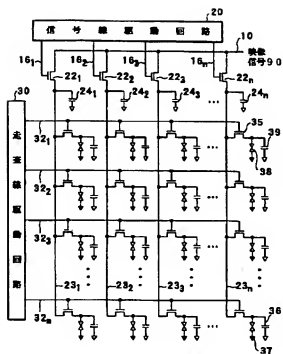 20
信号線駆動回路
10
映像
信号90
16₁ 16₂ 16₃ 16ₙ
22₁ 22₂ 22₃ 22ₙ
30
24₁ 24₂ 24₃ … 24ₙ
35
32₁
39
38
走査線駆動回路
32₂
32₃
23₁ 23₂ 23₃ 23ₙ
36
32ₘ
37